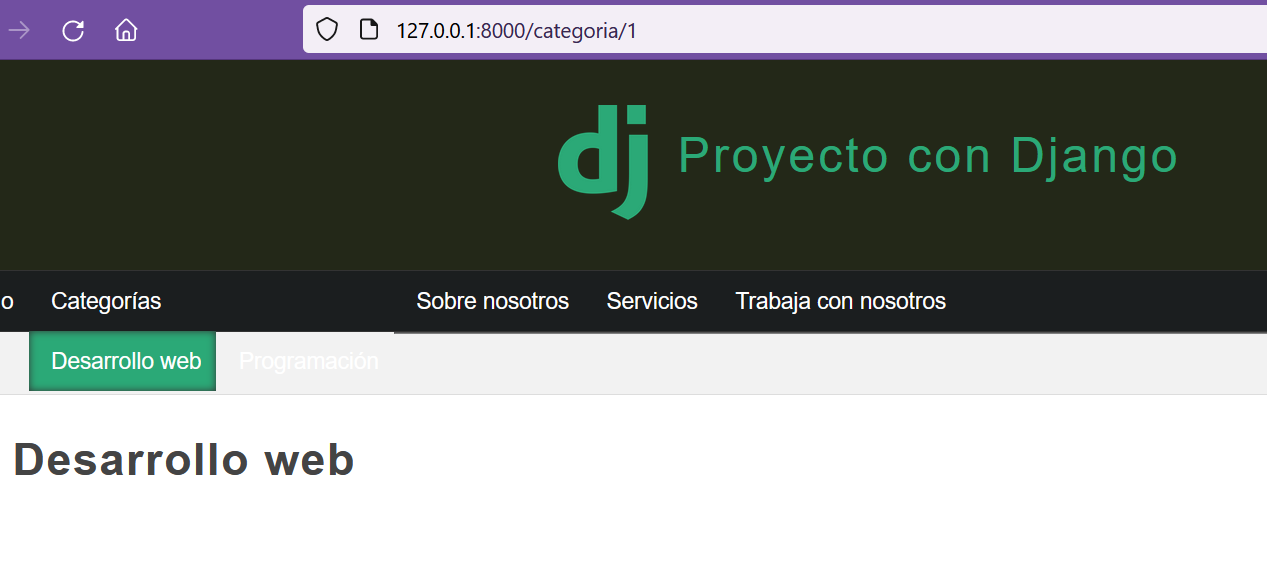 127.0.0.1:8000/categoria/1
dj Proyecto con Django
o Categorías Sobre nosotros Servicios Trabaja con nosotros
Desarrollo web Programación
Desarrollo web